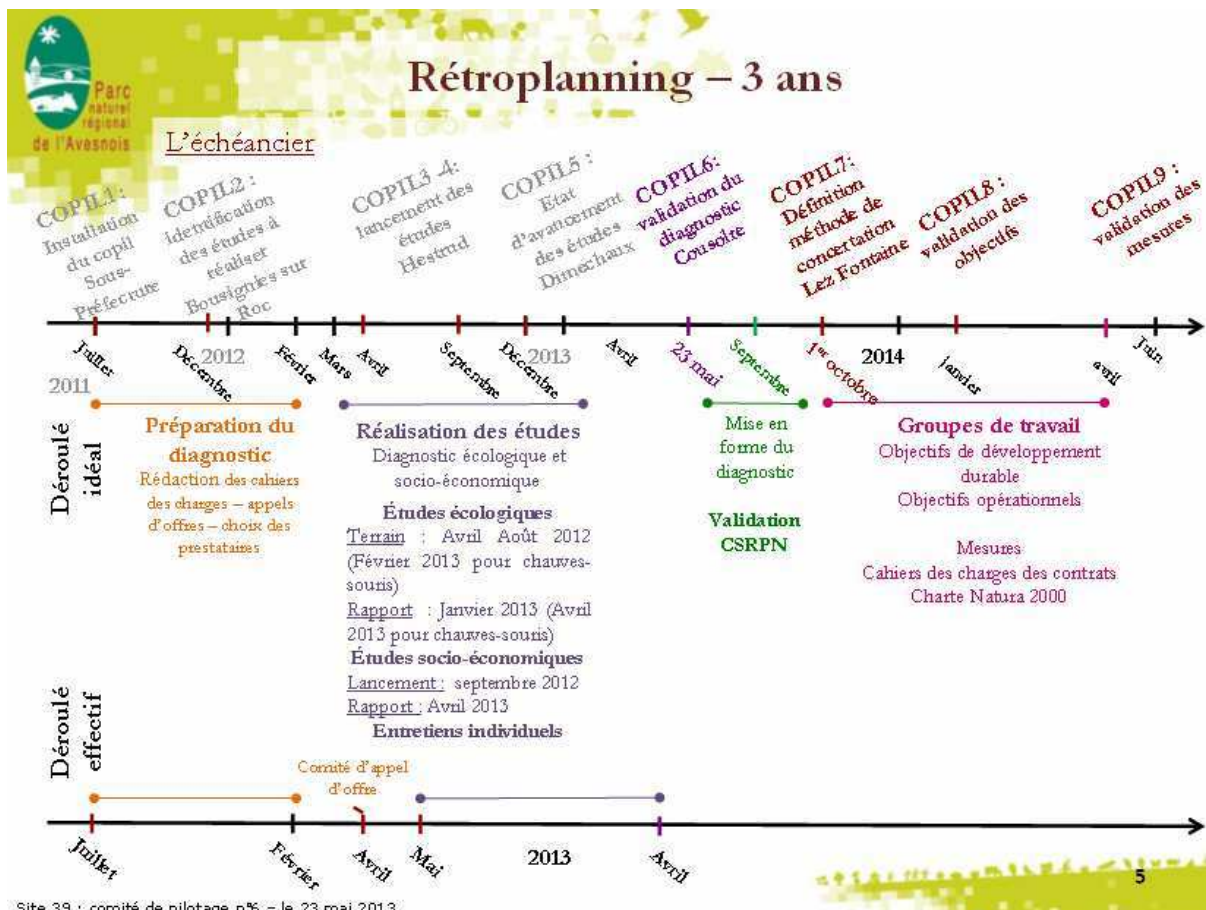 Parc
naturel
régional
de l'Avesnois
Rétroplanning – 3 ans
L'échéancier
COPIL1 :
Installation
du copil
Sous-
Préfecrure
COPIL2 :
identification
des études à
réaliser
Bousignies sur
Roc
COPIL3 -4:
lancement des
études
Hestrud
COPIL5 :
Etat
d'avancement
des études
Dimechaux
COPIL6:
validation du
diagnostic
Cousolre
COPIL7:
Définition
méthode de
concertation
Lez Fontaine
COPIL8 :
validation des
objectifs
COPIL9 :
validation des
mesures
Juillet
Décembre
2012
Février
Mars
Avril
Septembre
Décembre
2013
Avril
23 mai
Septembre
1er octobre
2014
janvier
avril
Juin
2011
Déroulé
idéal
Préparation du
diagnostic
Rédaction des cahiers
des charges – appels
d'offres – choix des
prestataires
Réalisation des études
Diagnostic écologique et
socio-économique
Études écologiques
Terrain : Avril Août 2012
(Février 2013 pour chauves-
souris)
Rapport : Janvier 2013 (Avril
2013 pour chauves-souris)
Études socio-économiques
Lancement : septembre 2012
Rapport : Avril 2013
Entretiens individuels
Mise en
forme du
diagnostic
Validation
CSRPN
Groupes de travail
Objectifs de développement
durable
Objectifs opérationnels
Mesures
Cahiers des charges des contrats
Charte Natura 2000
Déroulé
effectif
Comité d'appel
d'offre
Juillet
Février
Avril
Mai
2013
Avril
5
Site 39 : comité de pilotage n°6 – le 23 mai 2013